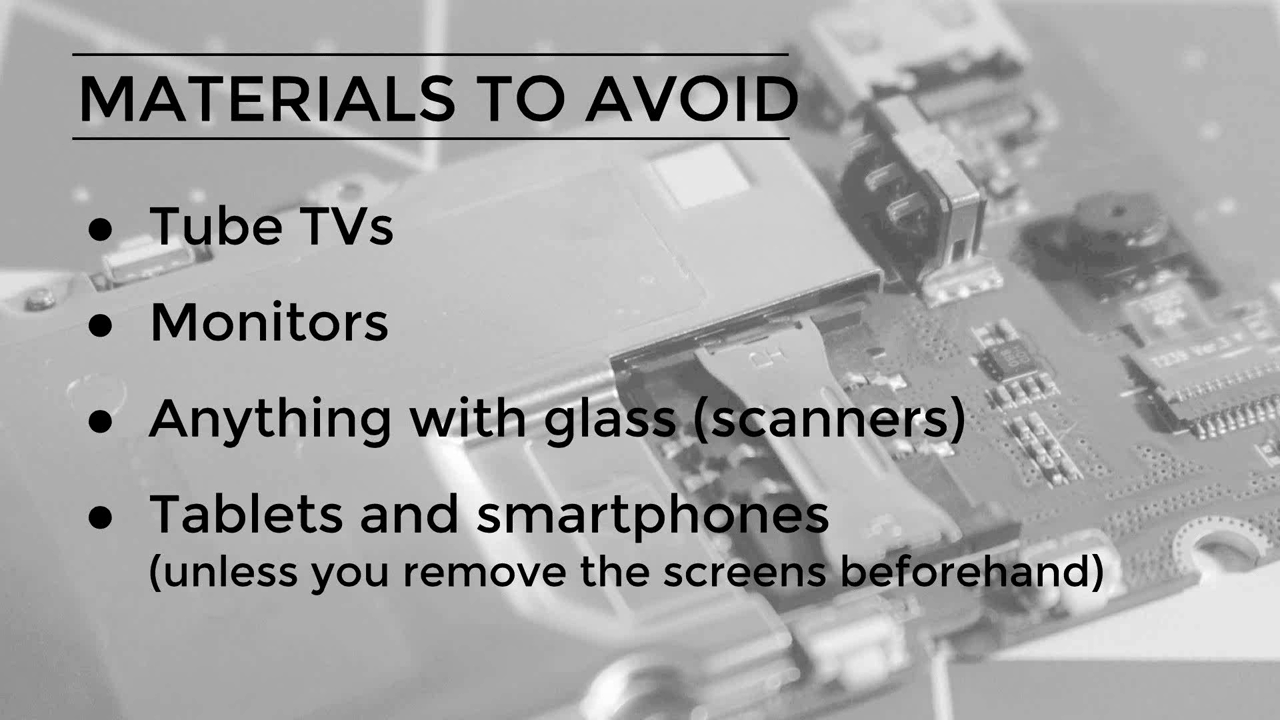 MATERIALS TO AVOID
● Tube TVs
● Monitors
● Anything with glass (scanners)
● Tablets and smartphones
(unless you remove the screens beforehand)